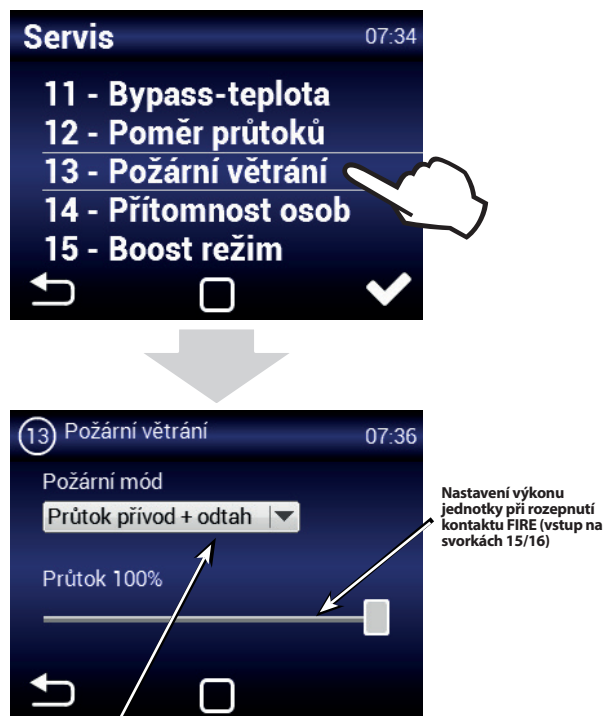 Servis 07:34
11 - Bypass-teplota
12 - Poměr průtoků
13 - Požární větrání
14 - Přítomnost osob
15 - Boost režim
13 Požární větrání 07:36
Požární mód
Průtok přívod + odtah
Průtok 100%
Nastavení výkonu
jednotky při rozepnutí
kontaktu FIRE (vstup na
svorkách 15/16)